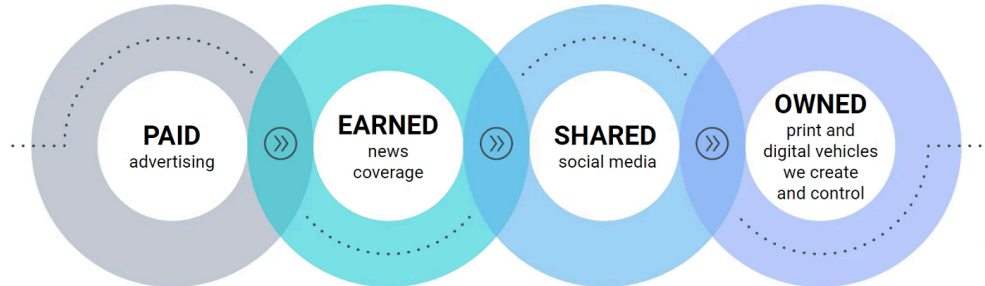 PAID
advertising
EARNED
news
coverage
SHARED
social media
OWNED
print and
digital vehicles
we create
and control